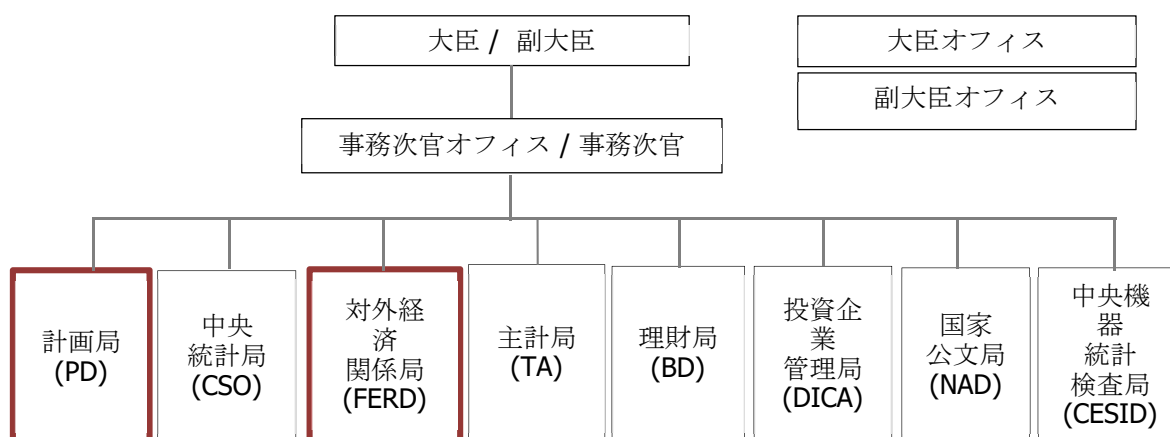 大臣 / 副大臣
大臣オフィス
副大臣オフィス
事務次官オフィス / 事務次官
計画局
(PD)
中央
統計局
(CSO)
対外経
済
関係局
(FERD)
主計局
(TA)
理財局
(BD)
投資企
業
管理局
(DICA)
国家
公文局
(NAD)
中央機
器
統計
検査局
(CESID)